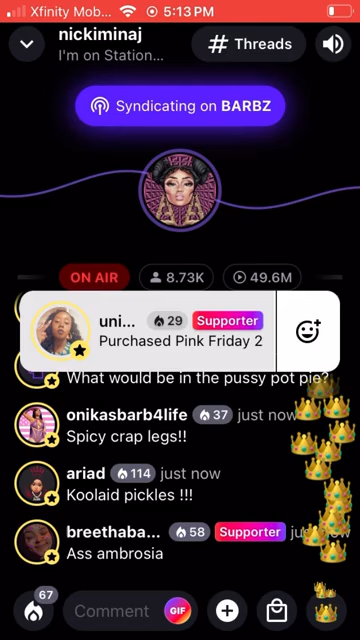 Xfinity Mob... 5:13 PM
nickiminaj
I'm on Station...
# Threads
Syndicating on BARBZ
ON AIR 8.73K 49.6M
uni... 29 Supporter
Purchased Pink Friday 2
What would be in the pussy pot pie?
onikasbarb4life 37 just now
Spicy crap legs!!
ariad 114 just now
Koolaid pickles !!!
breethaba... 58 Supporter
Ass ambrosia
67
Comment GIF